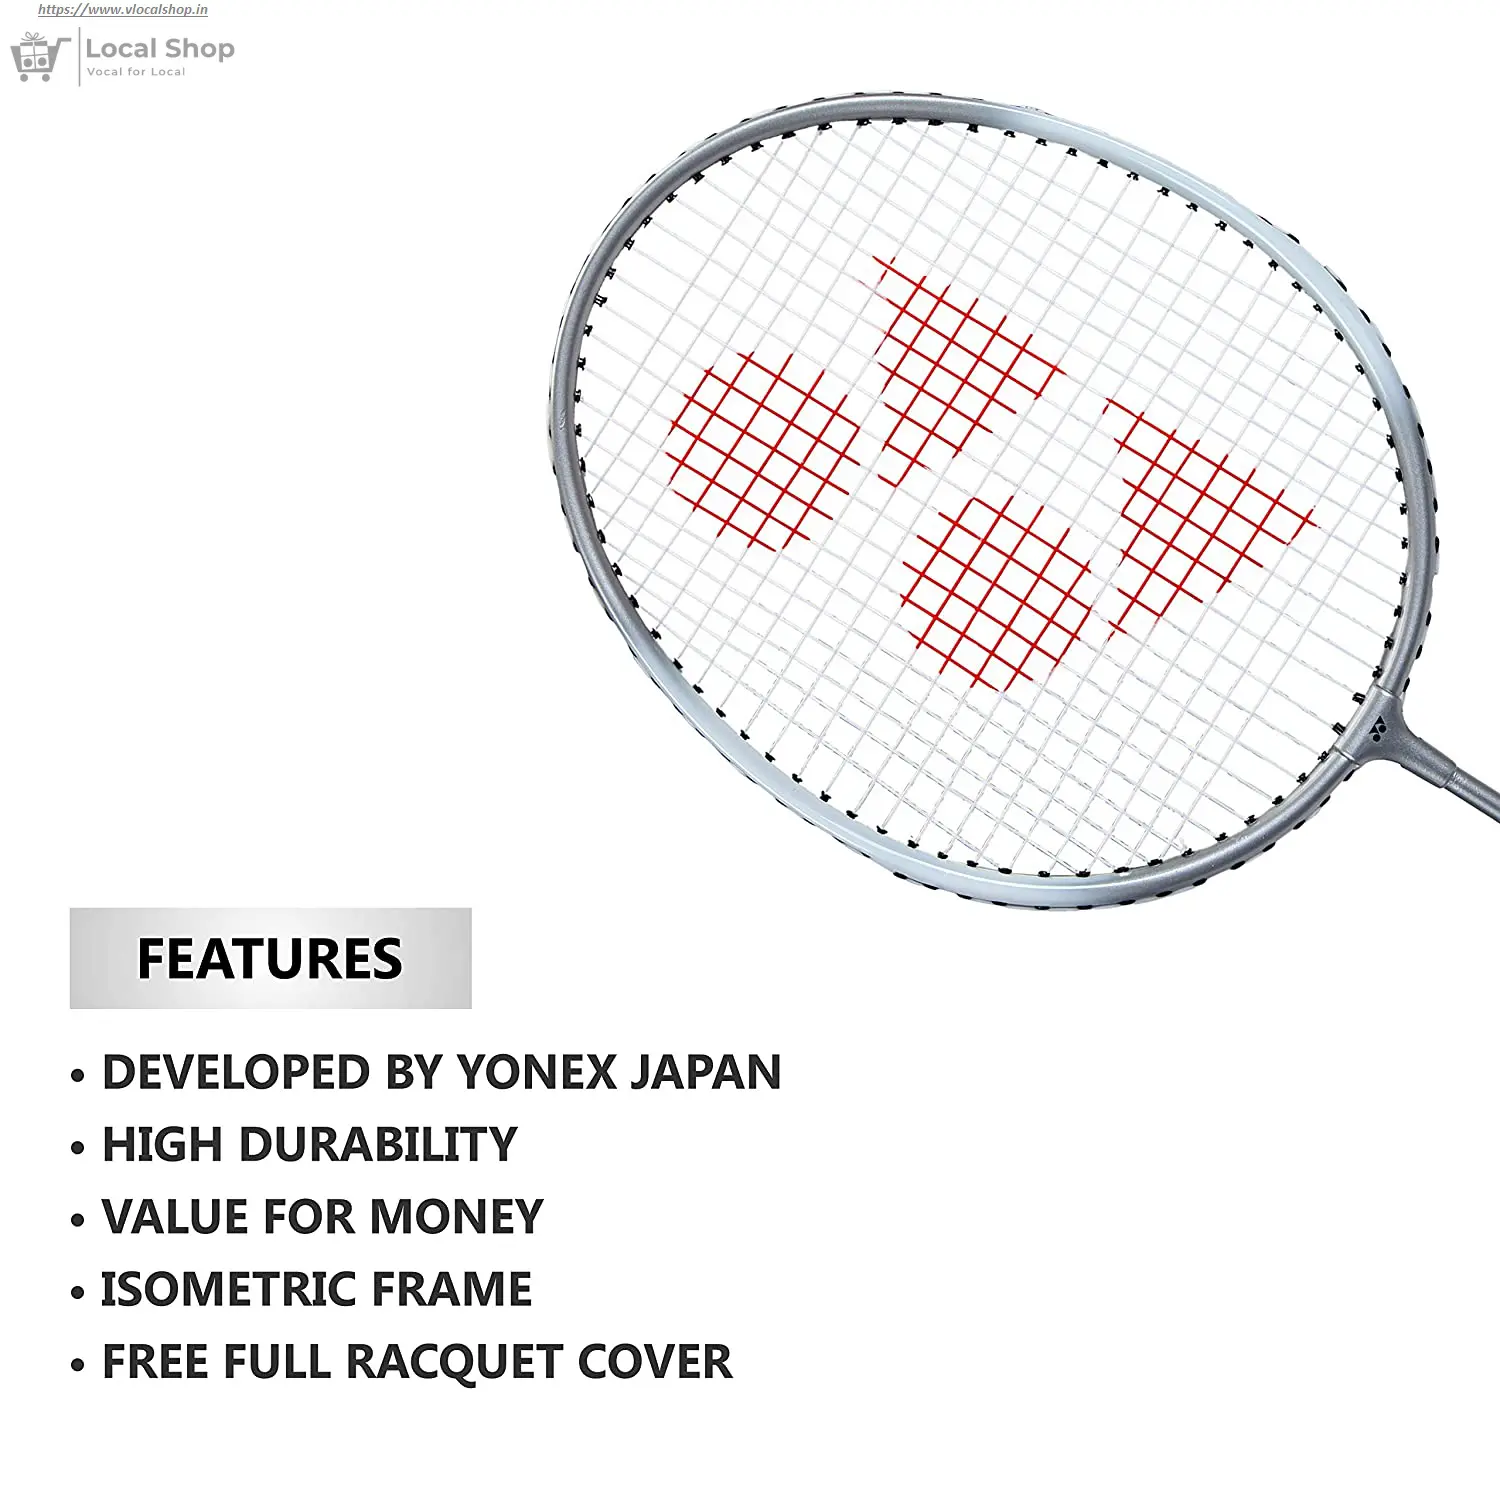 https://www.vlocalshop.in
Local Shop
Vocal for Local
FEATURES
• DEVELOPED BY YONEX JAPAN
• HIGH DURABILITY
• VALUE FOR MONEY
• ISOMETRIC FRAME
• FREE FULL RACQUET COVER